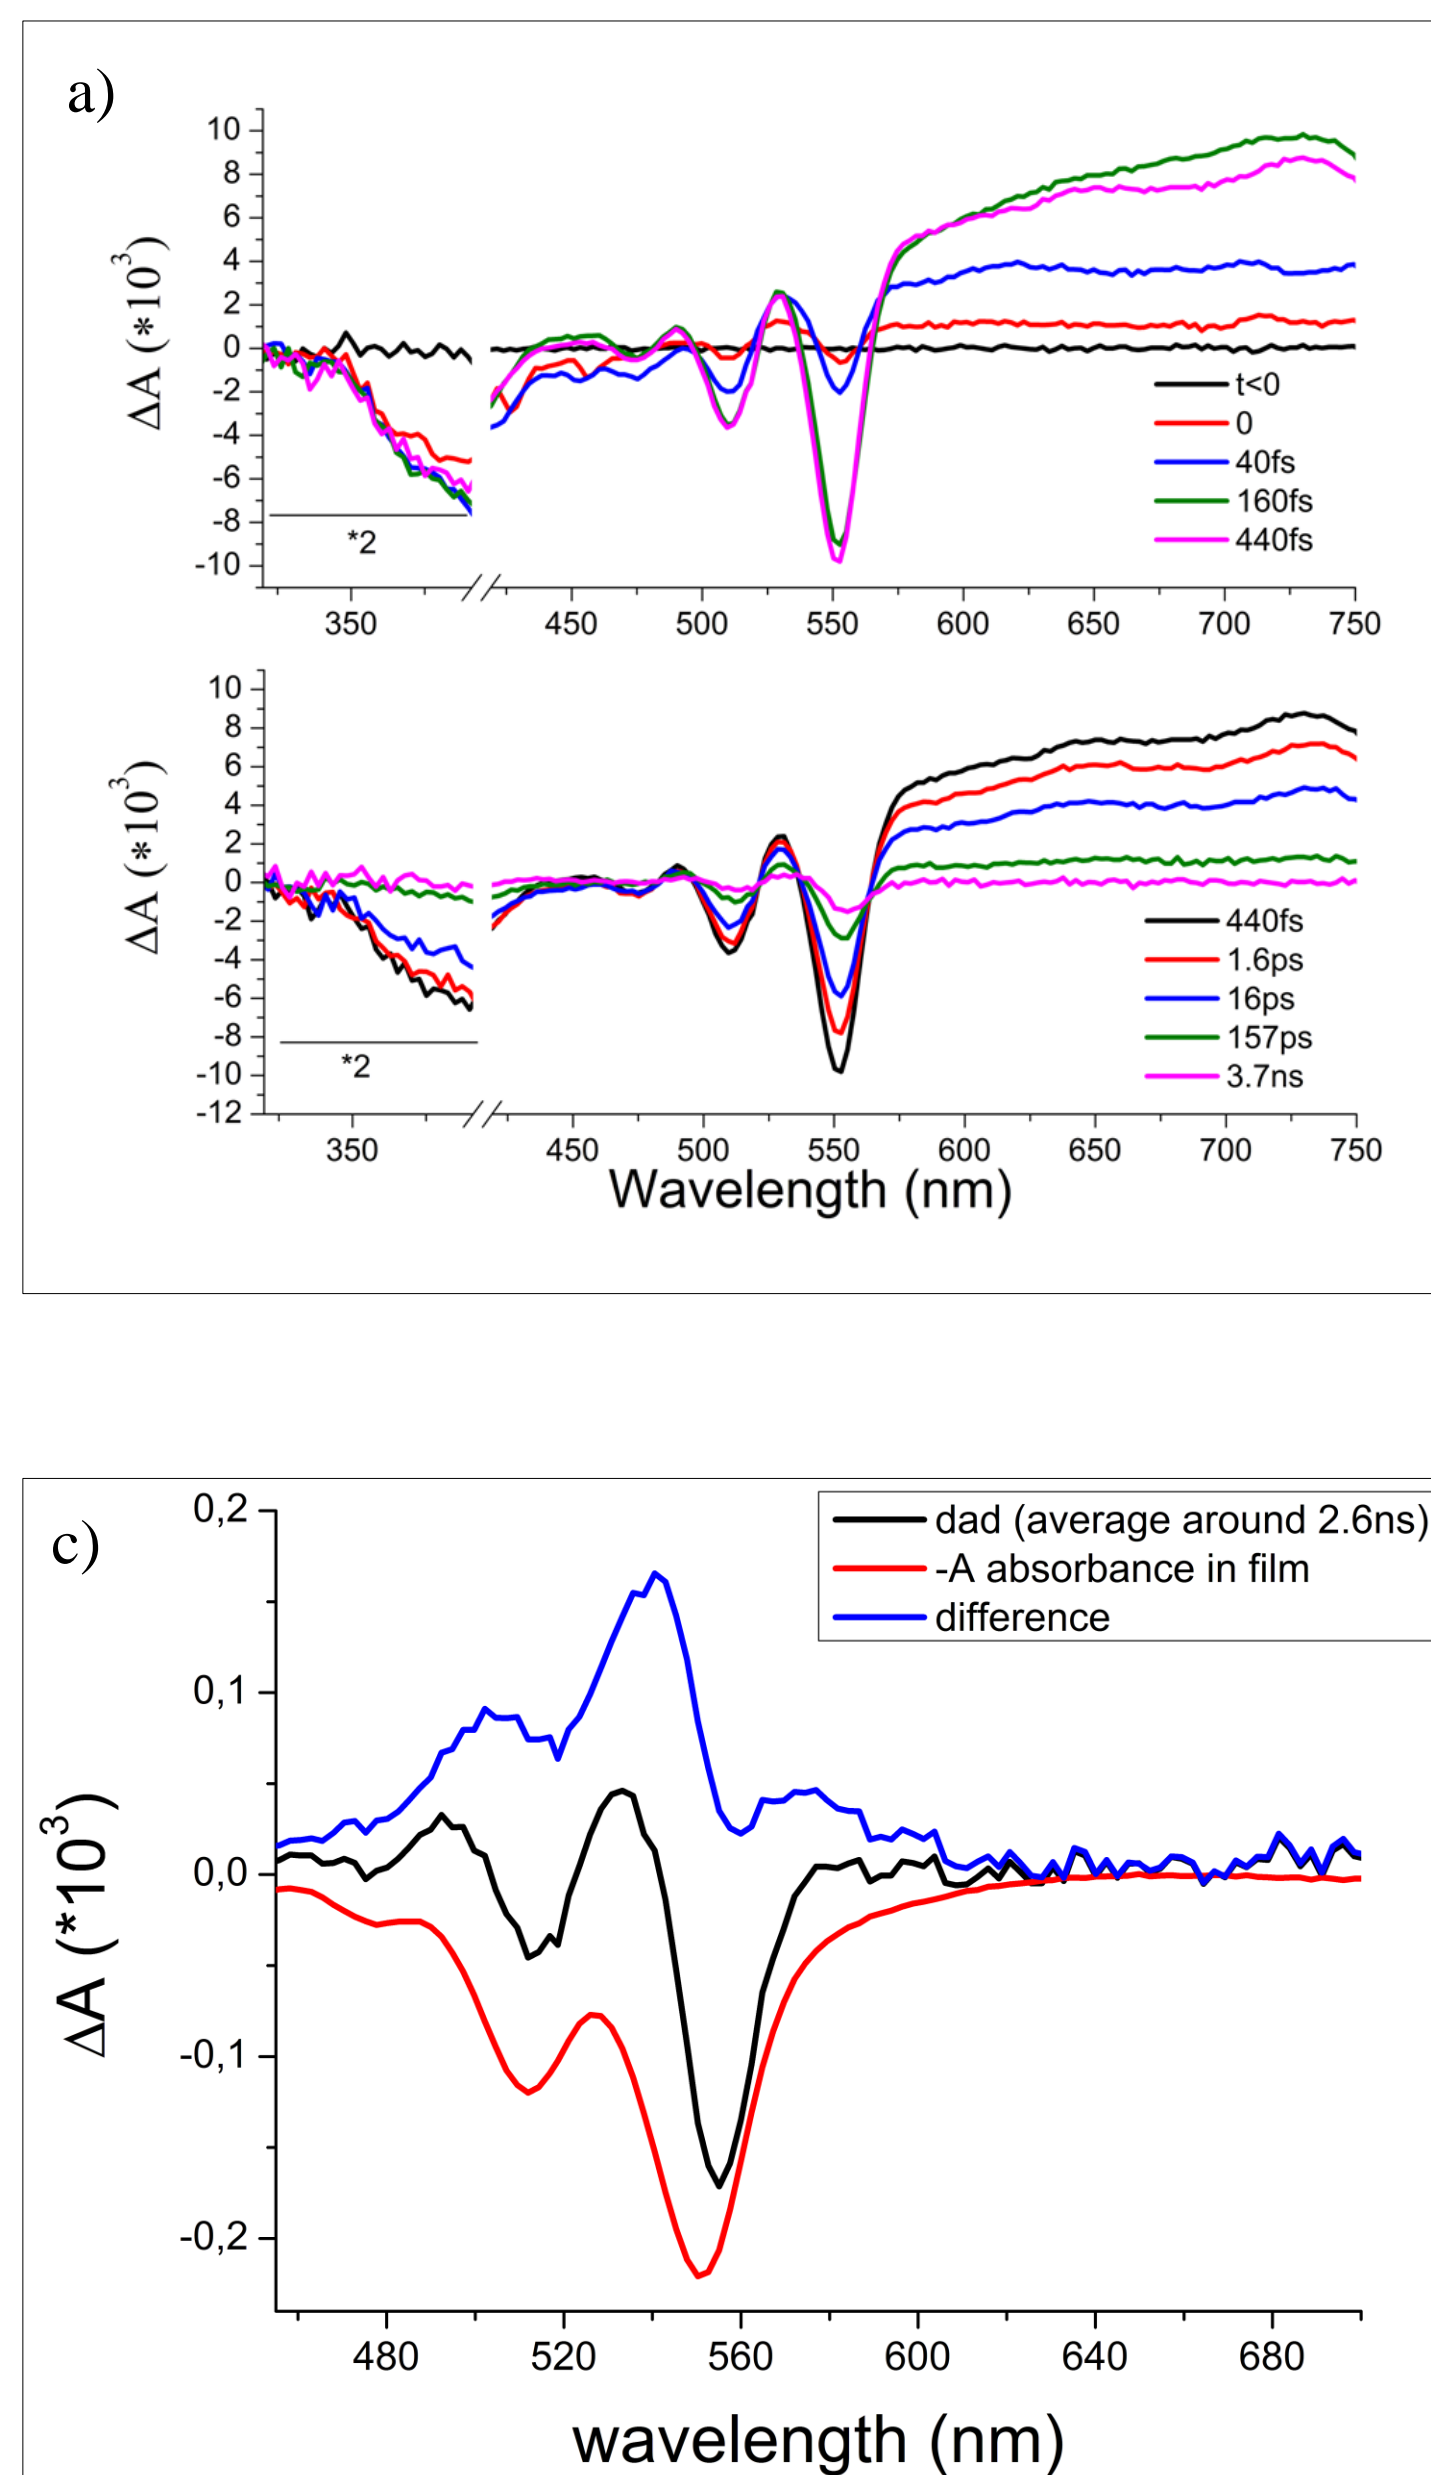 a)
ΔA (*10³)
10
8
6
4
2
0
-2
-4
-6
-8
-10
*2
t<0
0
40fs
160fs
440fs
350 450 500 550 600 650 700 750
ΔA (*10³)
10
8
6
4
2
0
-2
-4
-6
-8
-10
-12
*2
440fs
1.6ps
16ps
157ps
3.7ns
350 450 500 550 600 650 700 750
Wavelength (nm)
c)
ΔA (*10³)
0,2
0,1
0,0
-0,1
-0,2
dad (average around 2.6ns)
-A absorbance in film
difference
480 520 560 600 640 680
wavelength (nm)